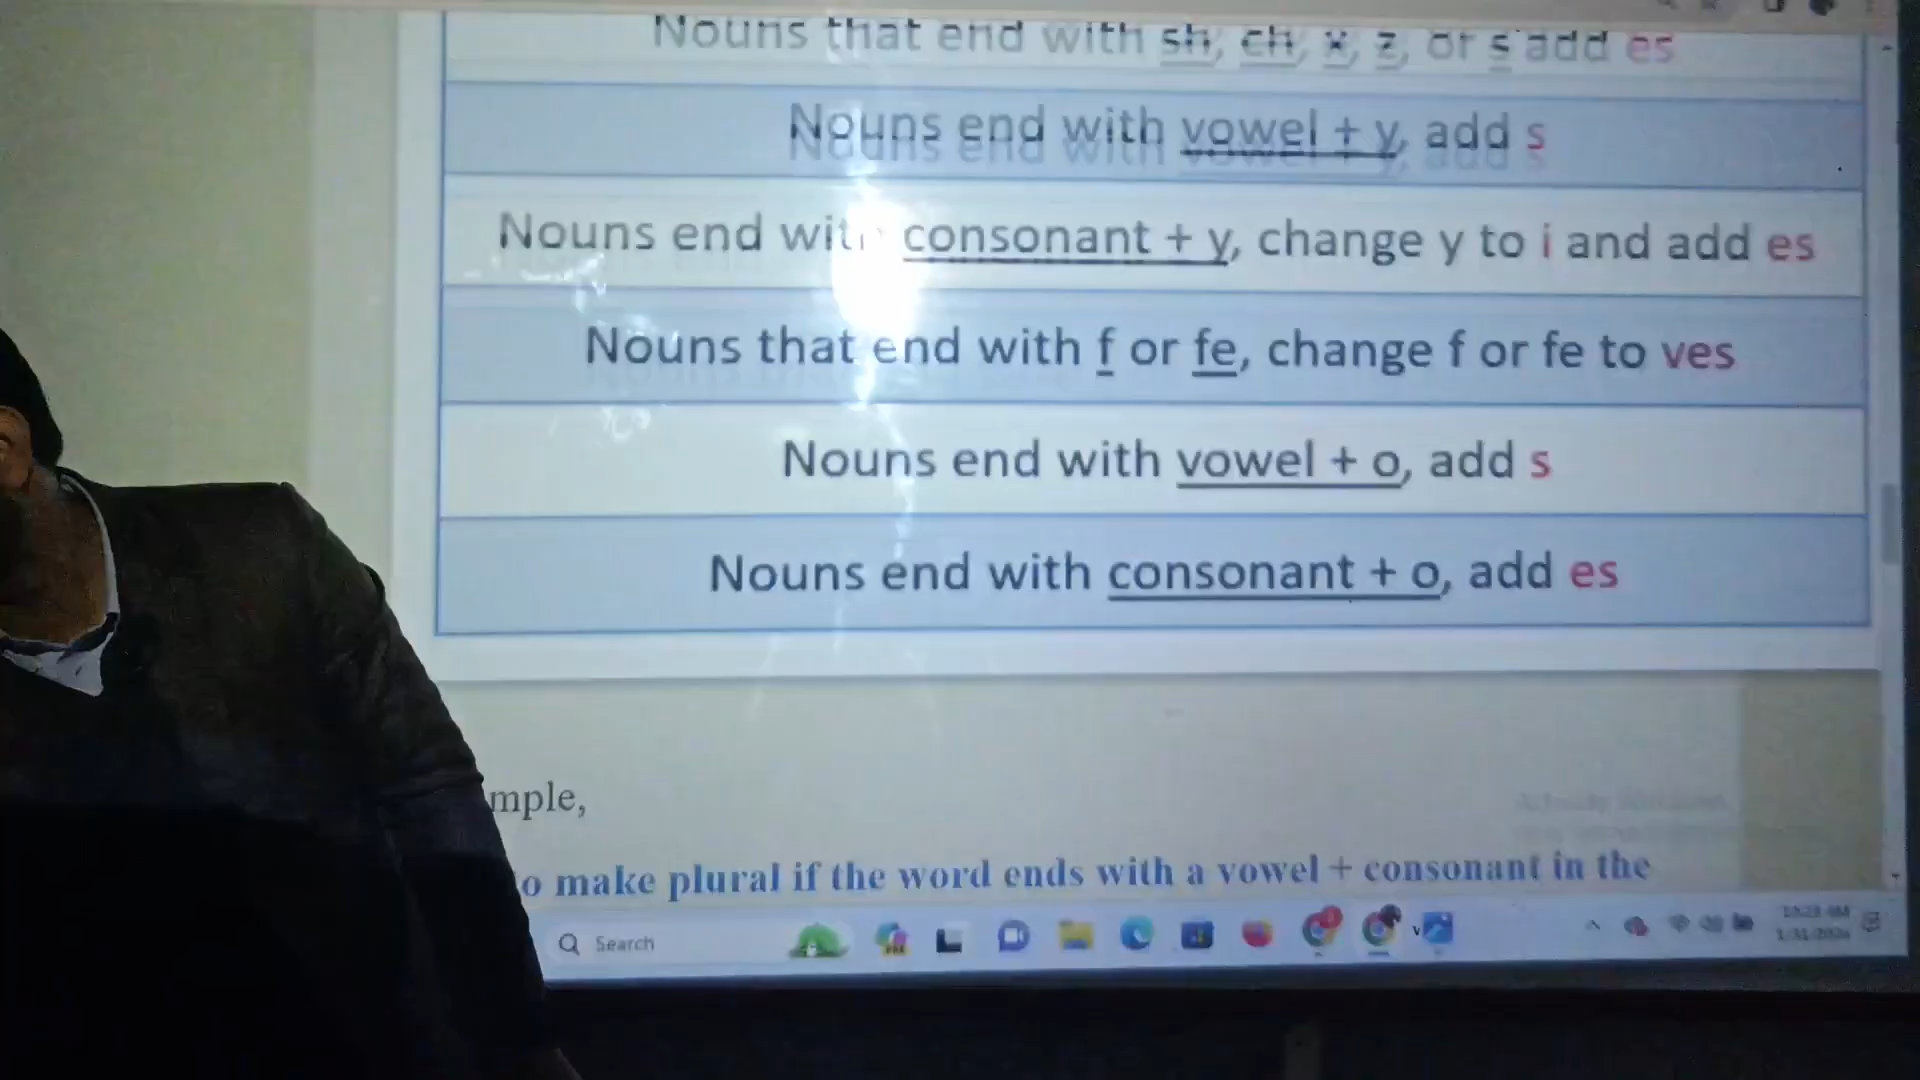 Nouns that end with sh, ch, x, z, or s add es
Nouns end with vowel + y, add s
Nouns end with consonant + y, change y to i and add es
Nouns that end with f or fe, change f or fe to ves
Nouns end with vowel + o, add s
Nouns end with consonant + o, add es
mple,
o make plural if the word ends with a vowel + consonant in the
Search